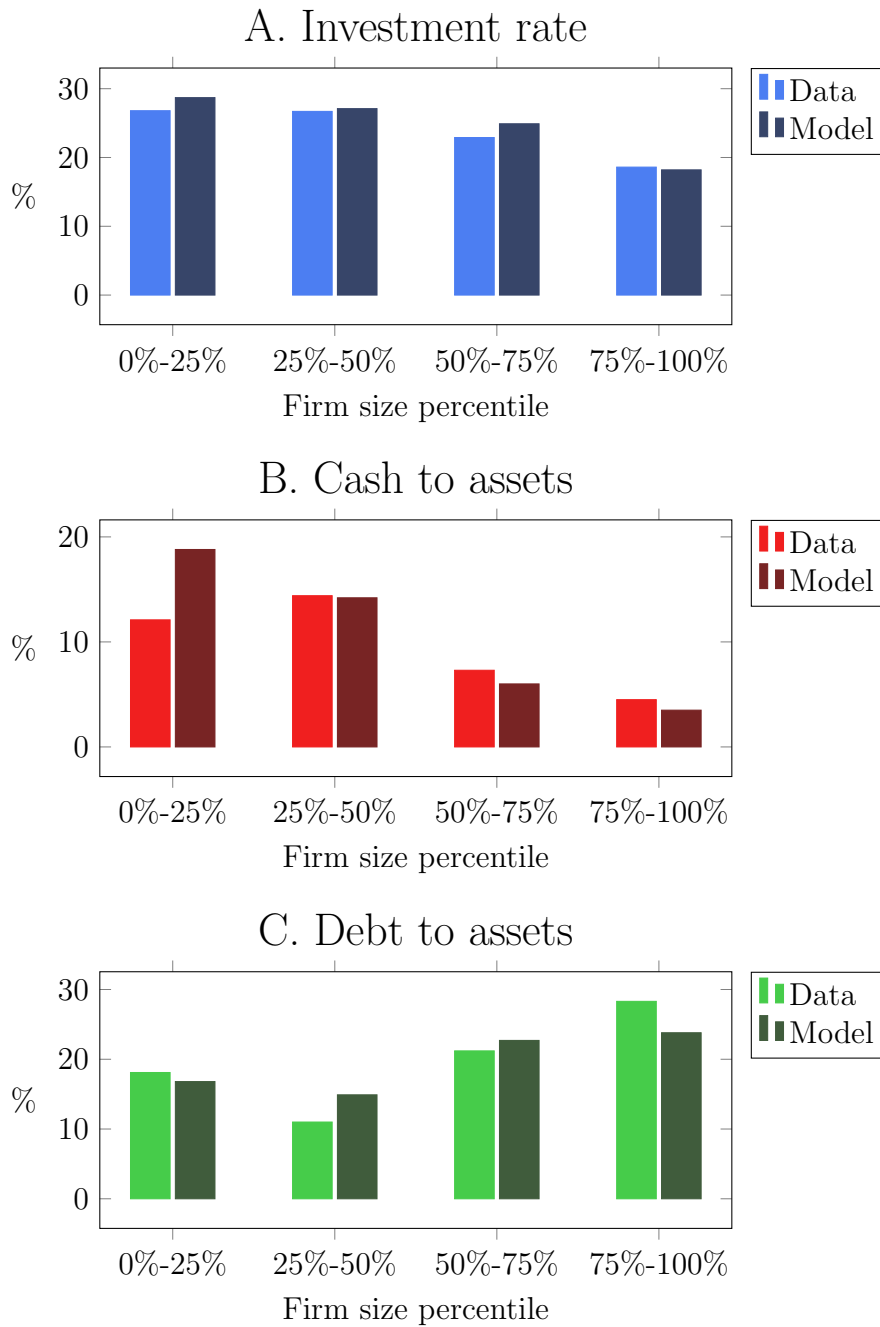 A. Investment rate
30
20
10
0
%
0%-25% 25%-50% 50%-75% 75%-100%
Firm size percentile
Data
Model
B. Cash to assets
20
10
0
%
0%-25% 25%-50% 50%-75% 75%-100%
Firm size percentile
Data
Model
C. Debt to assets
30
20
10
0
%
0%-25% 25%-50% 50%-75% 75%-100%
Firm size percentile
Data
Model